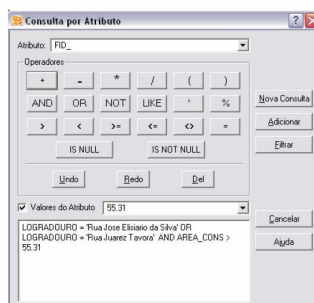 Consulta por Atributo
Atributo: FID_
Operadores
+ - * / ( )
AND OR NOT LIKE ' %
> < >= <= <> =
IS NULL IS NOT NULL
Undo Redo Del
Nova Consulta
Adicionar
Filtrar
Valores do Atributo 55.31
Cancelar
Ajuda
LOGRADOURO = 'Rua Jose Elisiario da Silva' OR
LOGRADOURO = 'Rua Juarez Tavora' AND AREA_CONS >
55.31